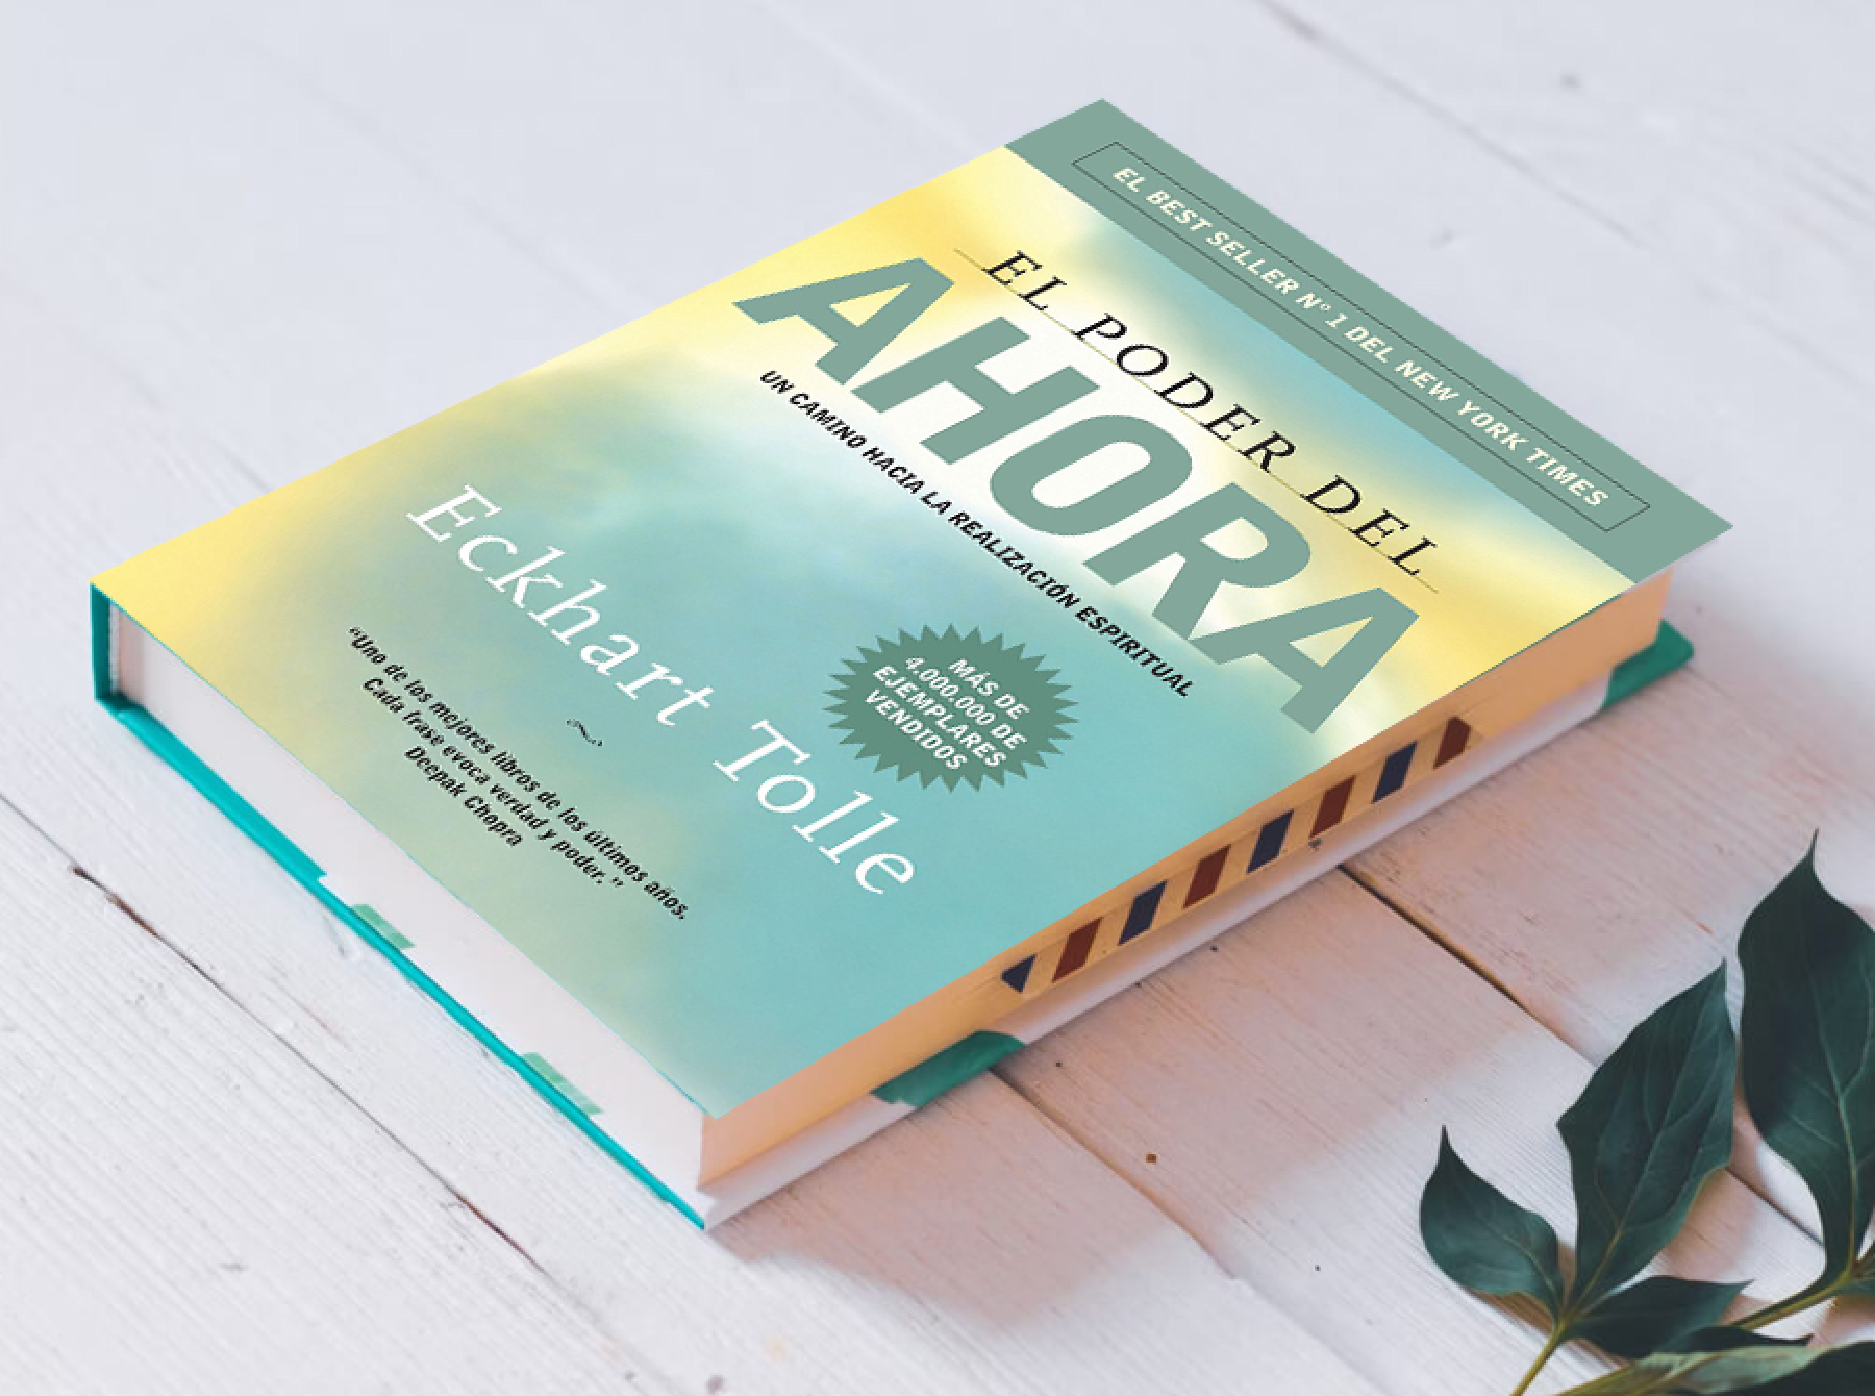 EL BEST SELLER Nº 1 DEL NEW YORK TIMES
EL PODER DEL
AHORA
UN CAMINO HACIA LA REALIZACIÓN ESPIRITUAL
MÁS DE
4.000.000 DE
EJEMPLARES
VENDIDOS
Eckhart Tolle
“Uno de los mejores libros de los últimos años.
Cada frase evoca verdad y poder.”
Deepak Chopra